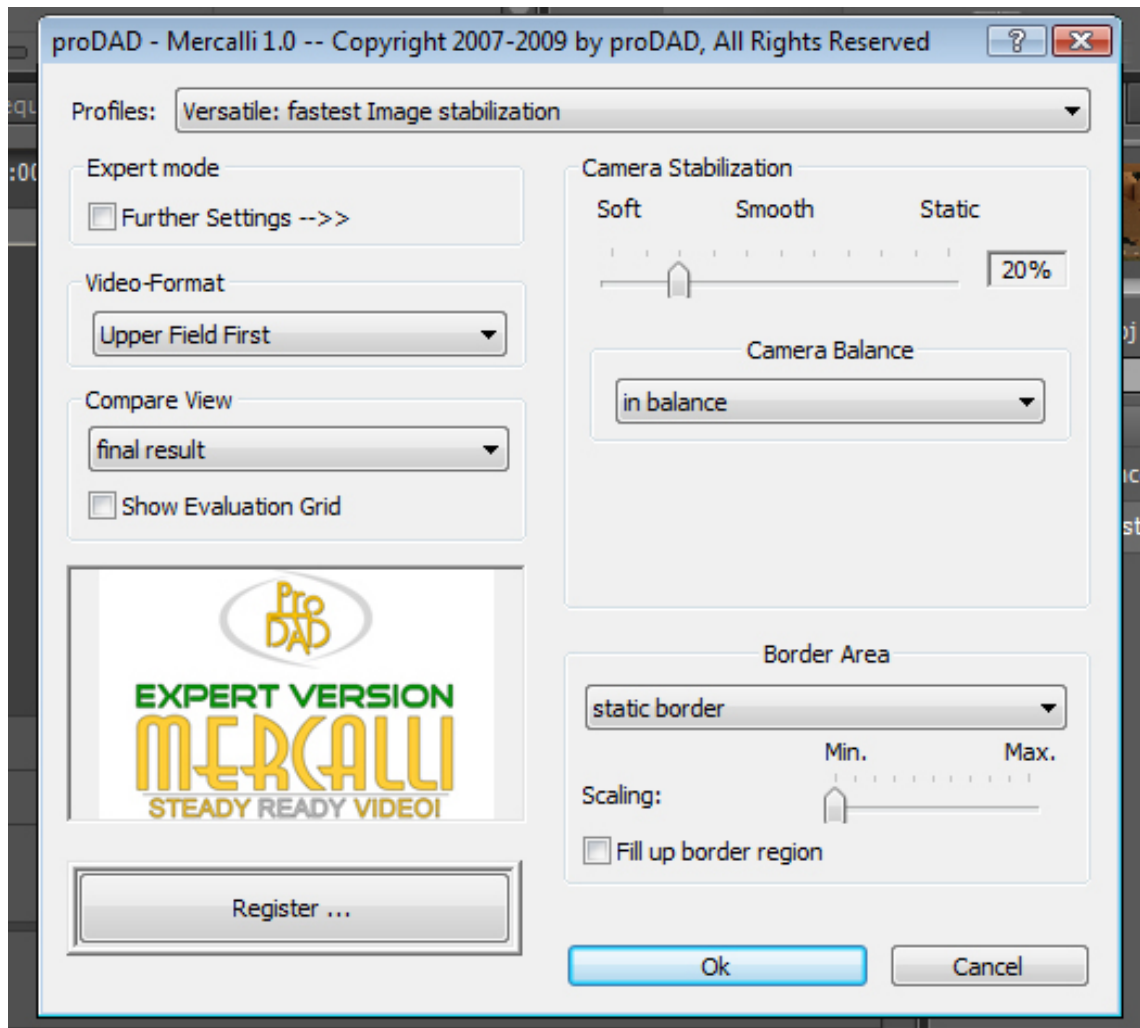 proDAD - Mercalli 1.0 -- Copyright 2007-2009 by proDAD, All Rights Reserved
?
equ
:00
Profiles: Versatile: fastest Image stabilization
Expert mode
Further Settings -->>
Video-Format
Upper Field First
Compare View
final result
Show Evaluation Grid
Pro
DAD
EXPERT VERSION
MERCALLI
STEADY READY VIDEO!
Register ...
Camera Stabilization
Soft Smooth Static
20%
Camera Balance
in balance
Border Area
static border
Min. Max.
Scaling:
Fill up border region
Ok Cancel
st